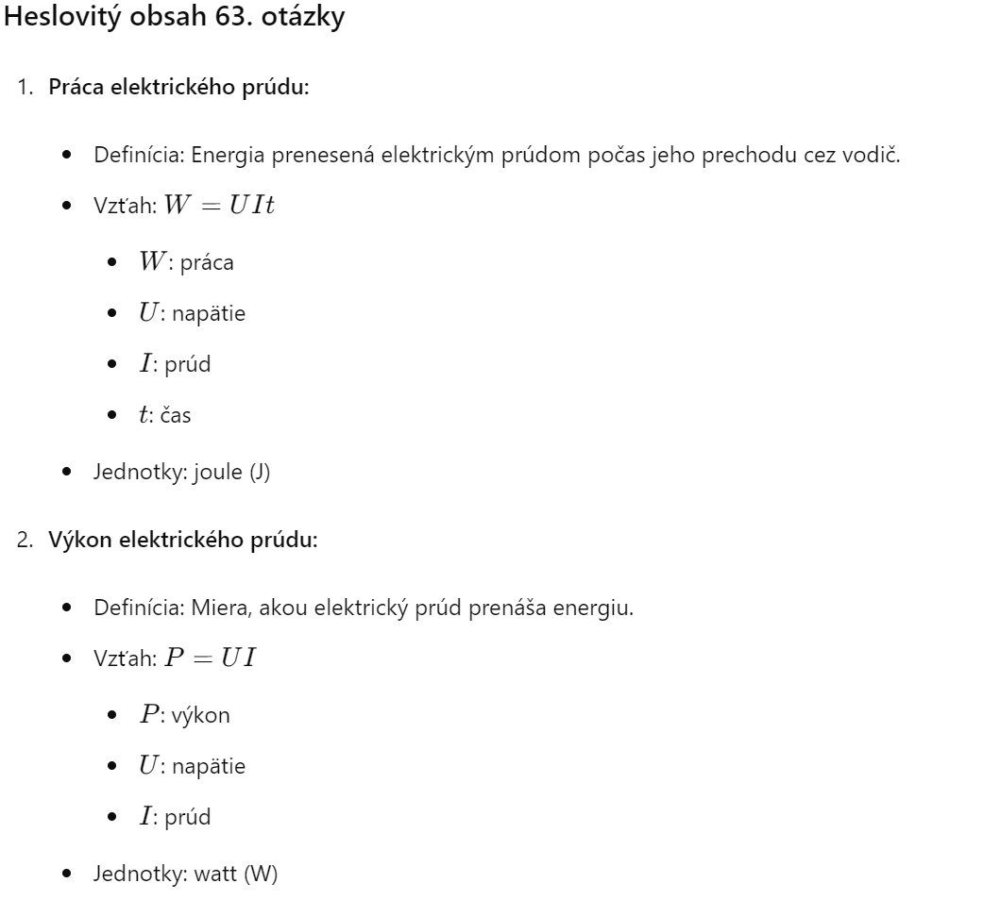 Heslovitý obsah 63. otázky
1. Práca elektrického prúdu:
• Definícia: Energia prenesená elektrickým prúdom počas jeho prechodu cez vodič.
• Vzťah: W = UIt
• W: práca
• U: napätie
• I: prúd
• t: čas
• Jednotky: joule (J)
2. Výkon elektrického prúdu:
• Definícia: Miera, akou elektrický prúd prenáša energiu.
• Vzťah: P = UI
• P: výkon
• U: napätie
• I: prúd
• Jednotky: watt (W)